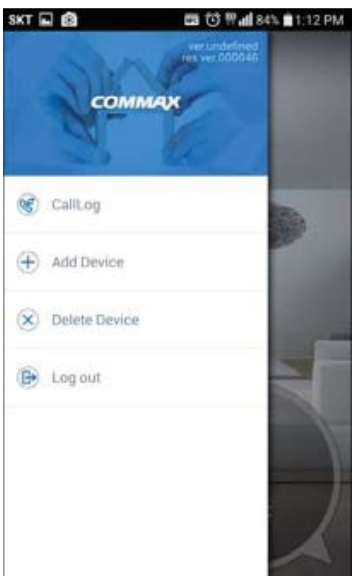 SKT 84% 1:12 PM
ver.undefined
res ver.000046
COMMAX
CallLog
Add Device
Delete Device
Log out